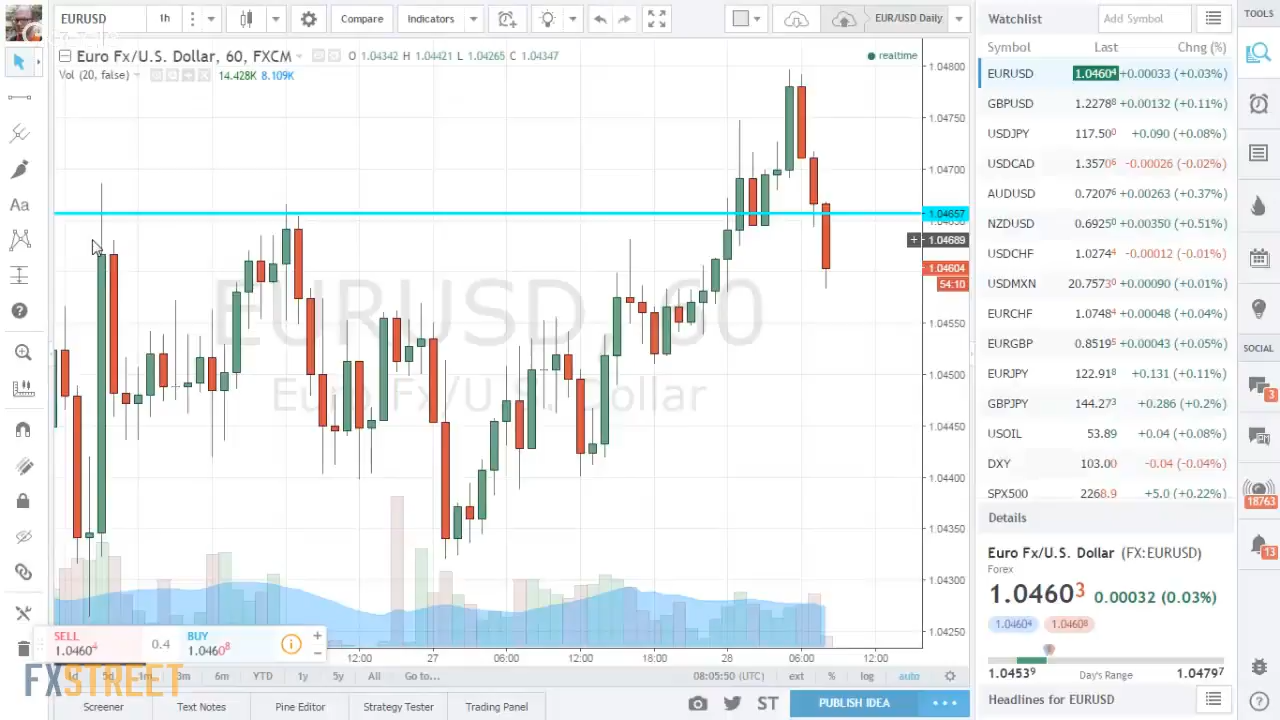 EURUSD 1h Compare Indicators EUR/USD Daily
Euro Fx/U.S. Dollar, 60, FXCM O 1.04342 H 1.04421 L 1.04265 C 1.04347
realtime
Vol (20, false) 14.428K 8.109K
EURUSD, 60
Euro Fx/U.S. Dollar
1.04800
1.04750
1.04700
1.04657
1.04689
1.04604
54:10
1.04550
1.04500
1.04450
1.04400
1.04350
1.04300
1.04250
SELL
1.04604
0.4
BUY
1.04608
+
−
12:00 27 06:00 12:00 18:00 28 06:00 12:00
3m 6m YTD 1y 5y All Go to... 08:05:50 (UTC) ext % log auto
FXSTREET
Screener Text Notes Pine Editor Strategy Tester Trading Panel ST PUBLISH IDEA
Aa
Watchlist Add Symbol
Symbol Last Chng (%)
EURUSD 1.04604 +0.00033 (+0.03%)
GBPUSD 1.22788 +0.00132 (+0.11%)
USDJPY 117.500 +0.090 (+0.08%)
USDCAD 1.35706 -0.00026 (-0.02%)
AUDUSD 0.72076 +0.00263 (+0.37%)
NZDUSD 0.69250 +0.00350 (+0.51%)
USDCHF 1.02744 -0.00012 (-0.01%)
USDMXN 20.75730 +0.00090 (+0.01%)
EURCHF 1.07484 +0.00048 (+0.04%)
EURGBP 0.85195 +0.00043 (+0.05%)
EURJPY 122.918 +0.131 (+0.11%)
GBPJPY 144.273 +0.286 (+0.2%)
USOIL 53.89 +0.04 (+0.08%)
DXY 103.00 -0.04 (-0.04%)
SPX500 2268.9 +5.0 (+0.22%)
Details
Euro Fx/U.S. Dollar (FX:EURUSD)
Forex
1.04603 0.00032 (0.03%)
1.04604 1.04608
1.04539 Day's Range 1.04797
Headlines for EURUSD
TOOLS
SOCIAL
3
18763
13